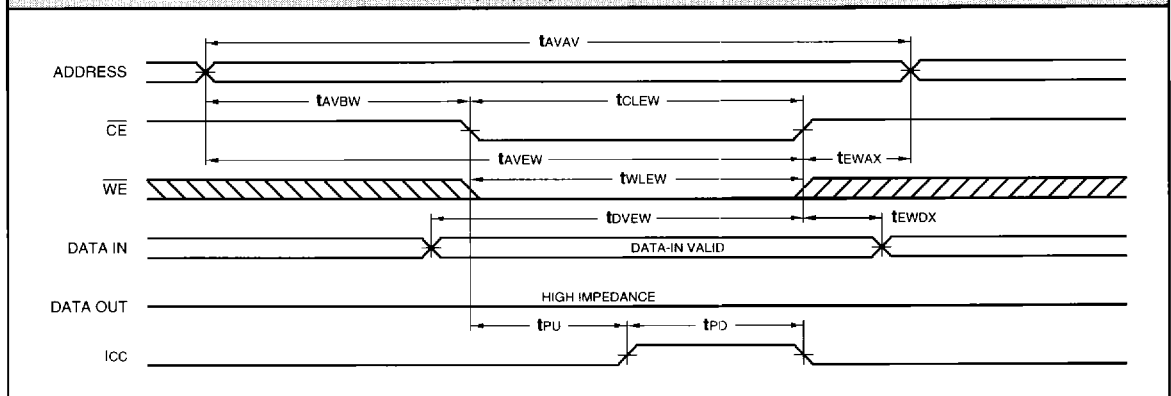 tAVAV
ADDRESS
tAVBW
tCLEW
CE
tAVEW
tEWAX
WE
tWLEW
tDVEW
tEWDX
DATA IN
DATA-IN VALID
DATA OUT
HIGH IMPEDANCE
tPU
tPD
ICC